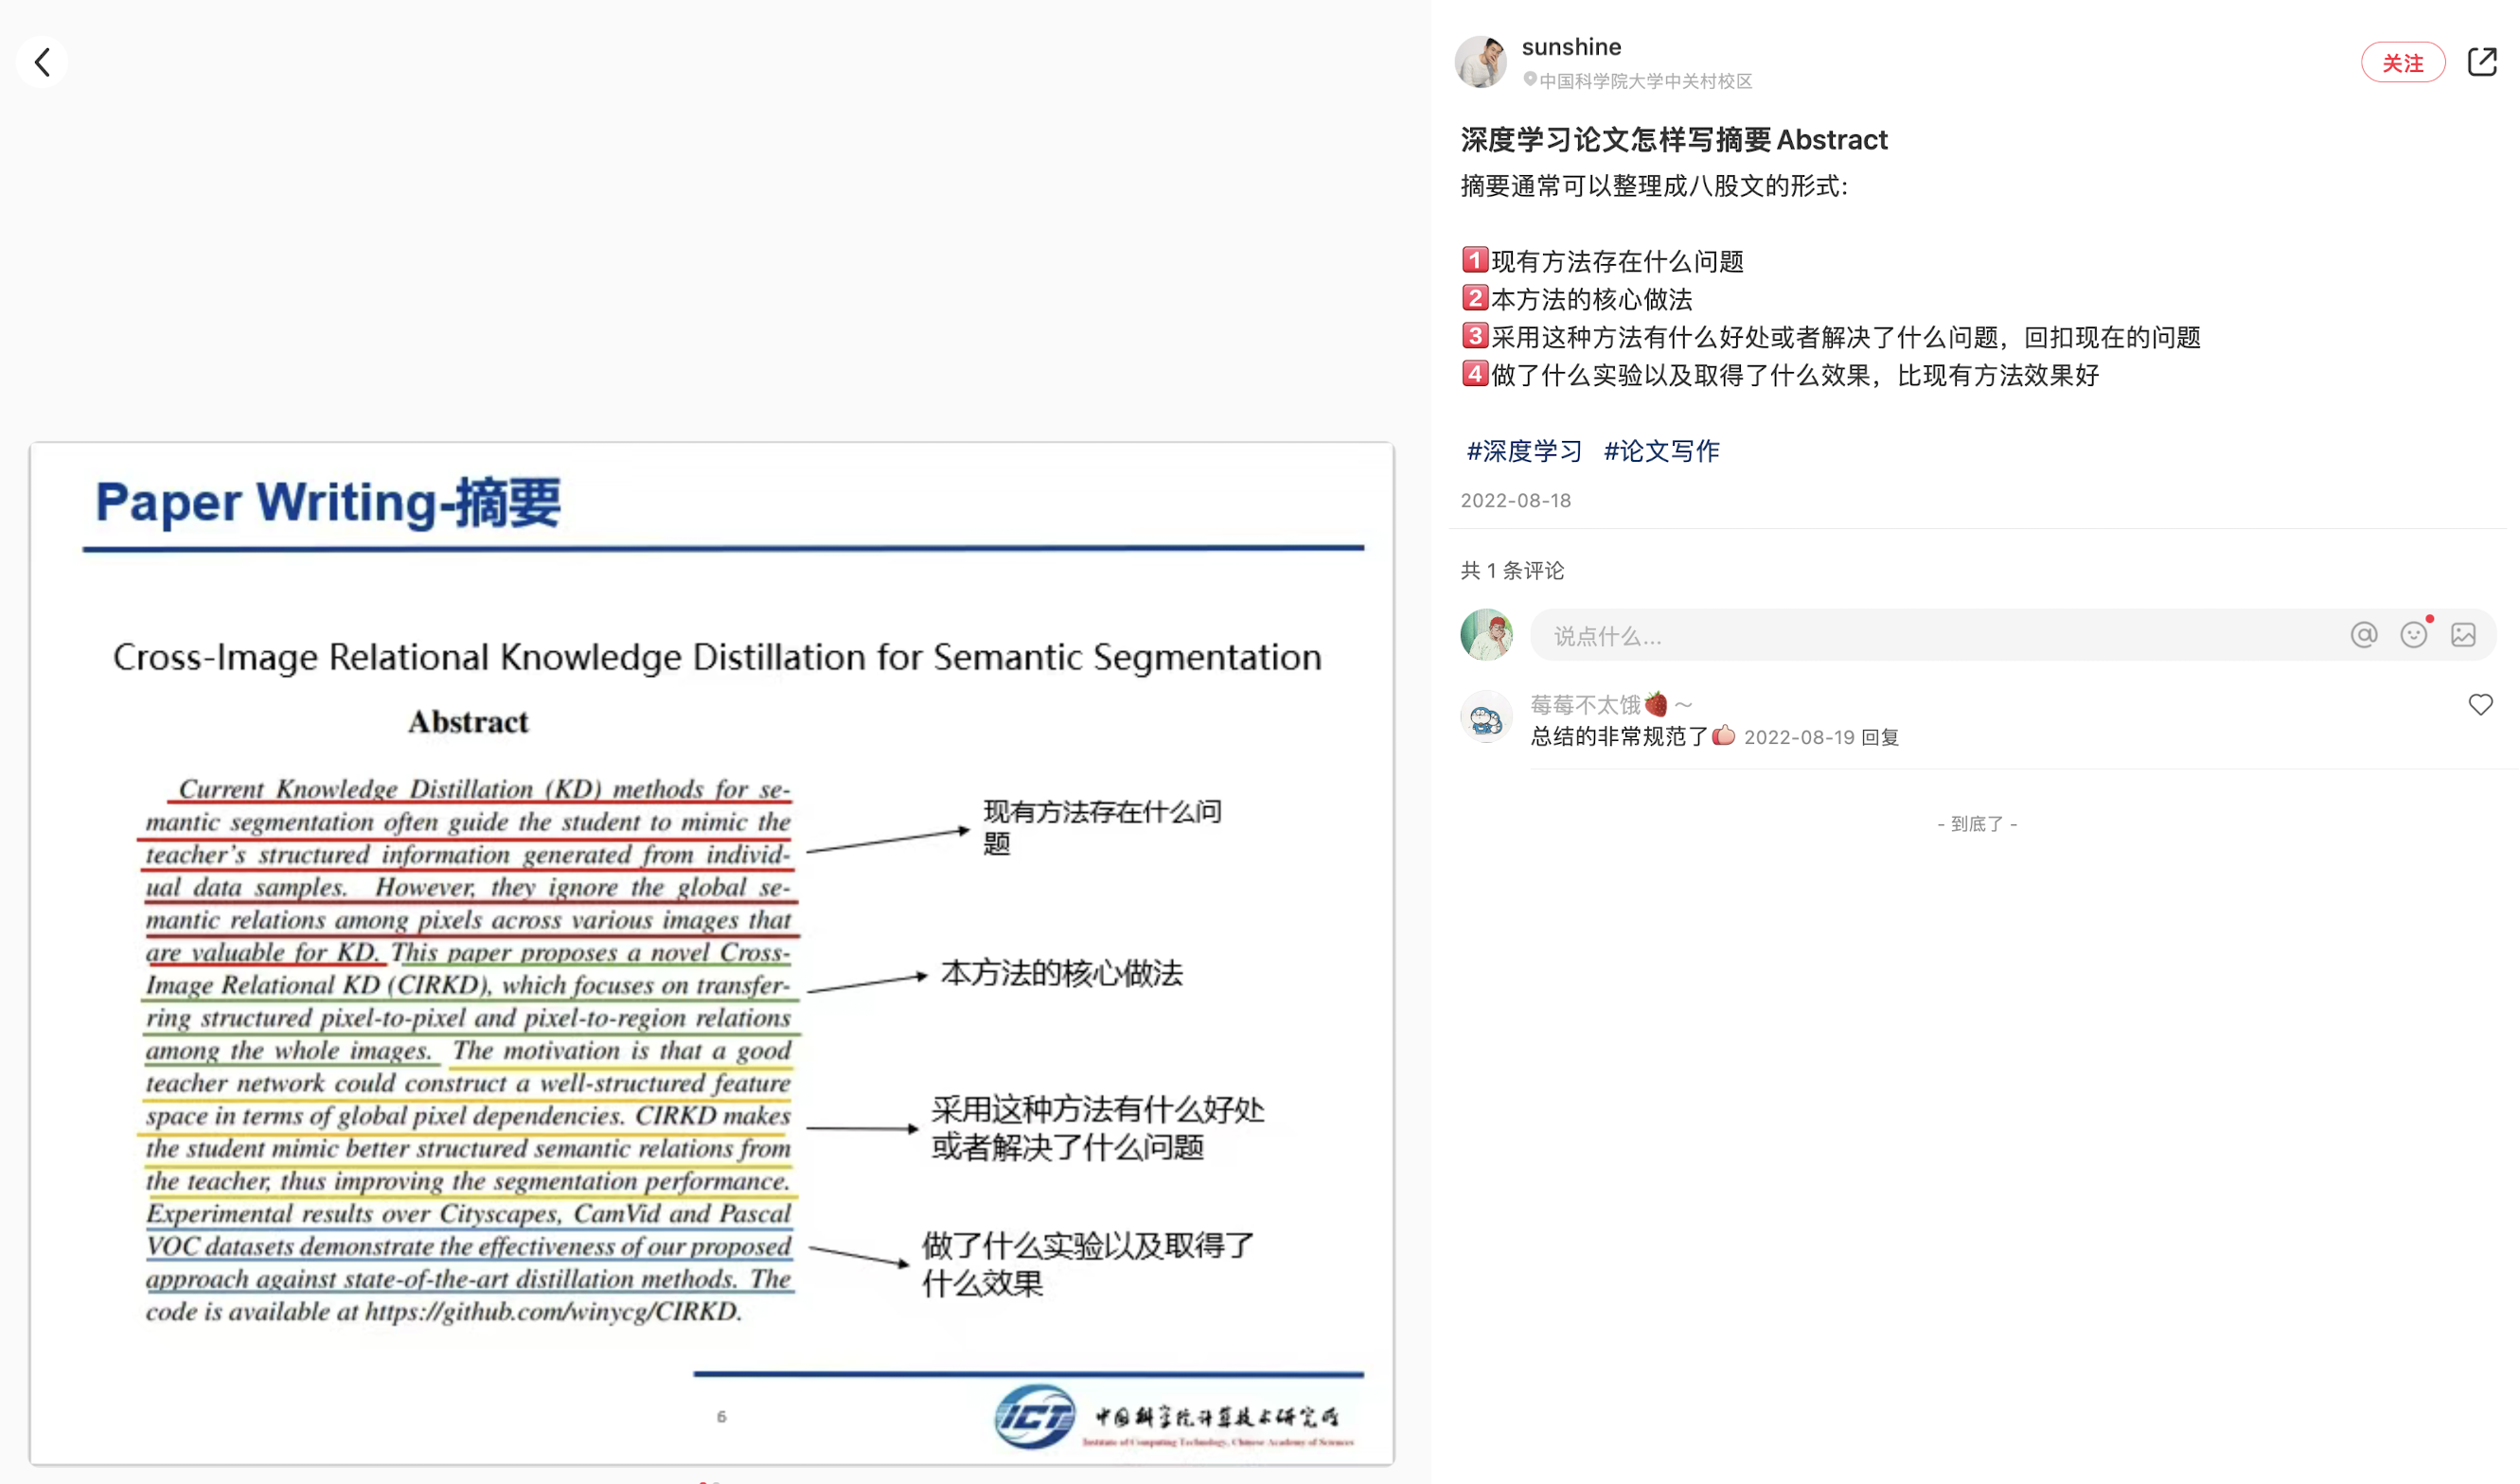 Paper Writing-摘要
Cross-Image Relational Knowledge Distillation for Semantic Segmentation
Abstract
Current Knowledge Distillation (KD) methods for se-
mantic segmentation often guide the student to mimic the
teacher's structured information generated from individ-
ual data samples. However, they ignore the global se-
mantic relations among pixels across various images that
are valuable for KD. This paper proposes a novel Cross-
Image Relational KD (CIRKD), which focuses on transfer-
ring structured pixel-to-pixel and pixel-to-region relations
among the whole images. The motivation is that a good
teacher network could construct a well-structured feature
space in terms of global pixel dependencies. CIRKD makes
the student mimic better structured semantic relations from
the teacher, thus improving the segmentation performance.
Experimental results over Cityscapes, CamVid and Pascal
VOC datasets demonstrate the effectiveness of our proposed
approach against state-of-the-art distillation methods. The
code is available at https://github.com/winycg/CIRKD.
现有方法存在什么问
题
本方法的核心做法
采用这种方法有什么好处
或者解决了什么问题
做了什么实验以及取得了
什么效果
6
ICT
中国科学院计算技术研究所
Institute of Computing Technology, Chinese Academy of Sciences
sunshine
中国科学院大学中关村校区
关注
深度学习论文怎样写摘要Abstract
摘要通常可以整理成八股文的形式:
1现有方法存在什么问题
2本方法的核心做法
3采用这种方法有什么好处或者解决了什么问题，回扣现在的问题
4做了什么实验以及取得了什么效果，比现有方法效果好
#深度学习 #论文写作
2022-08-18
共 1 条评论
说点什么...
莓莓不太饿🍓～
总结的非常规范了👍 2022-08-19 回复
- 到底了 -